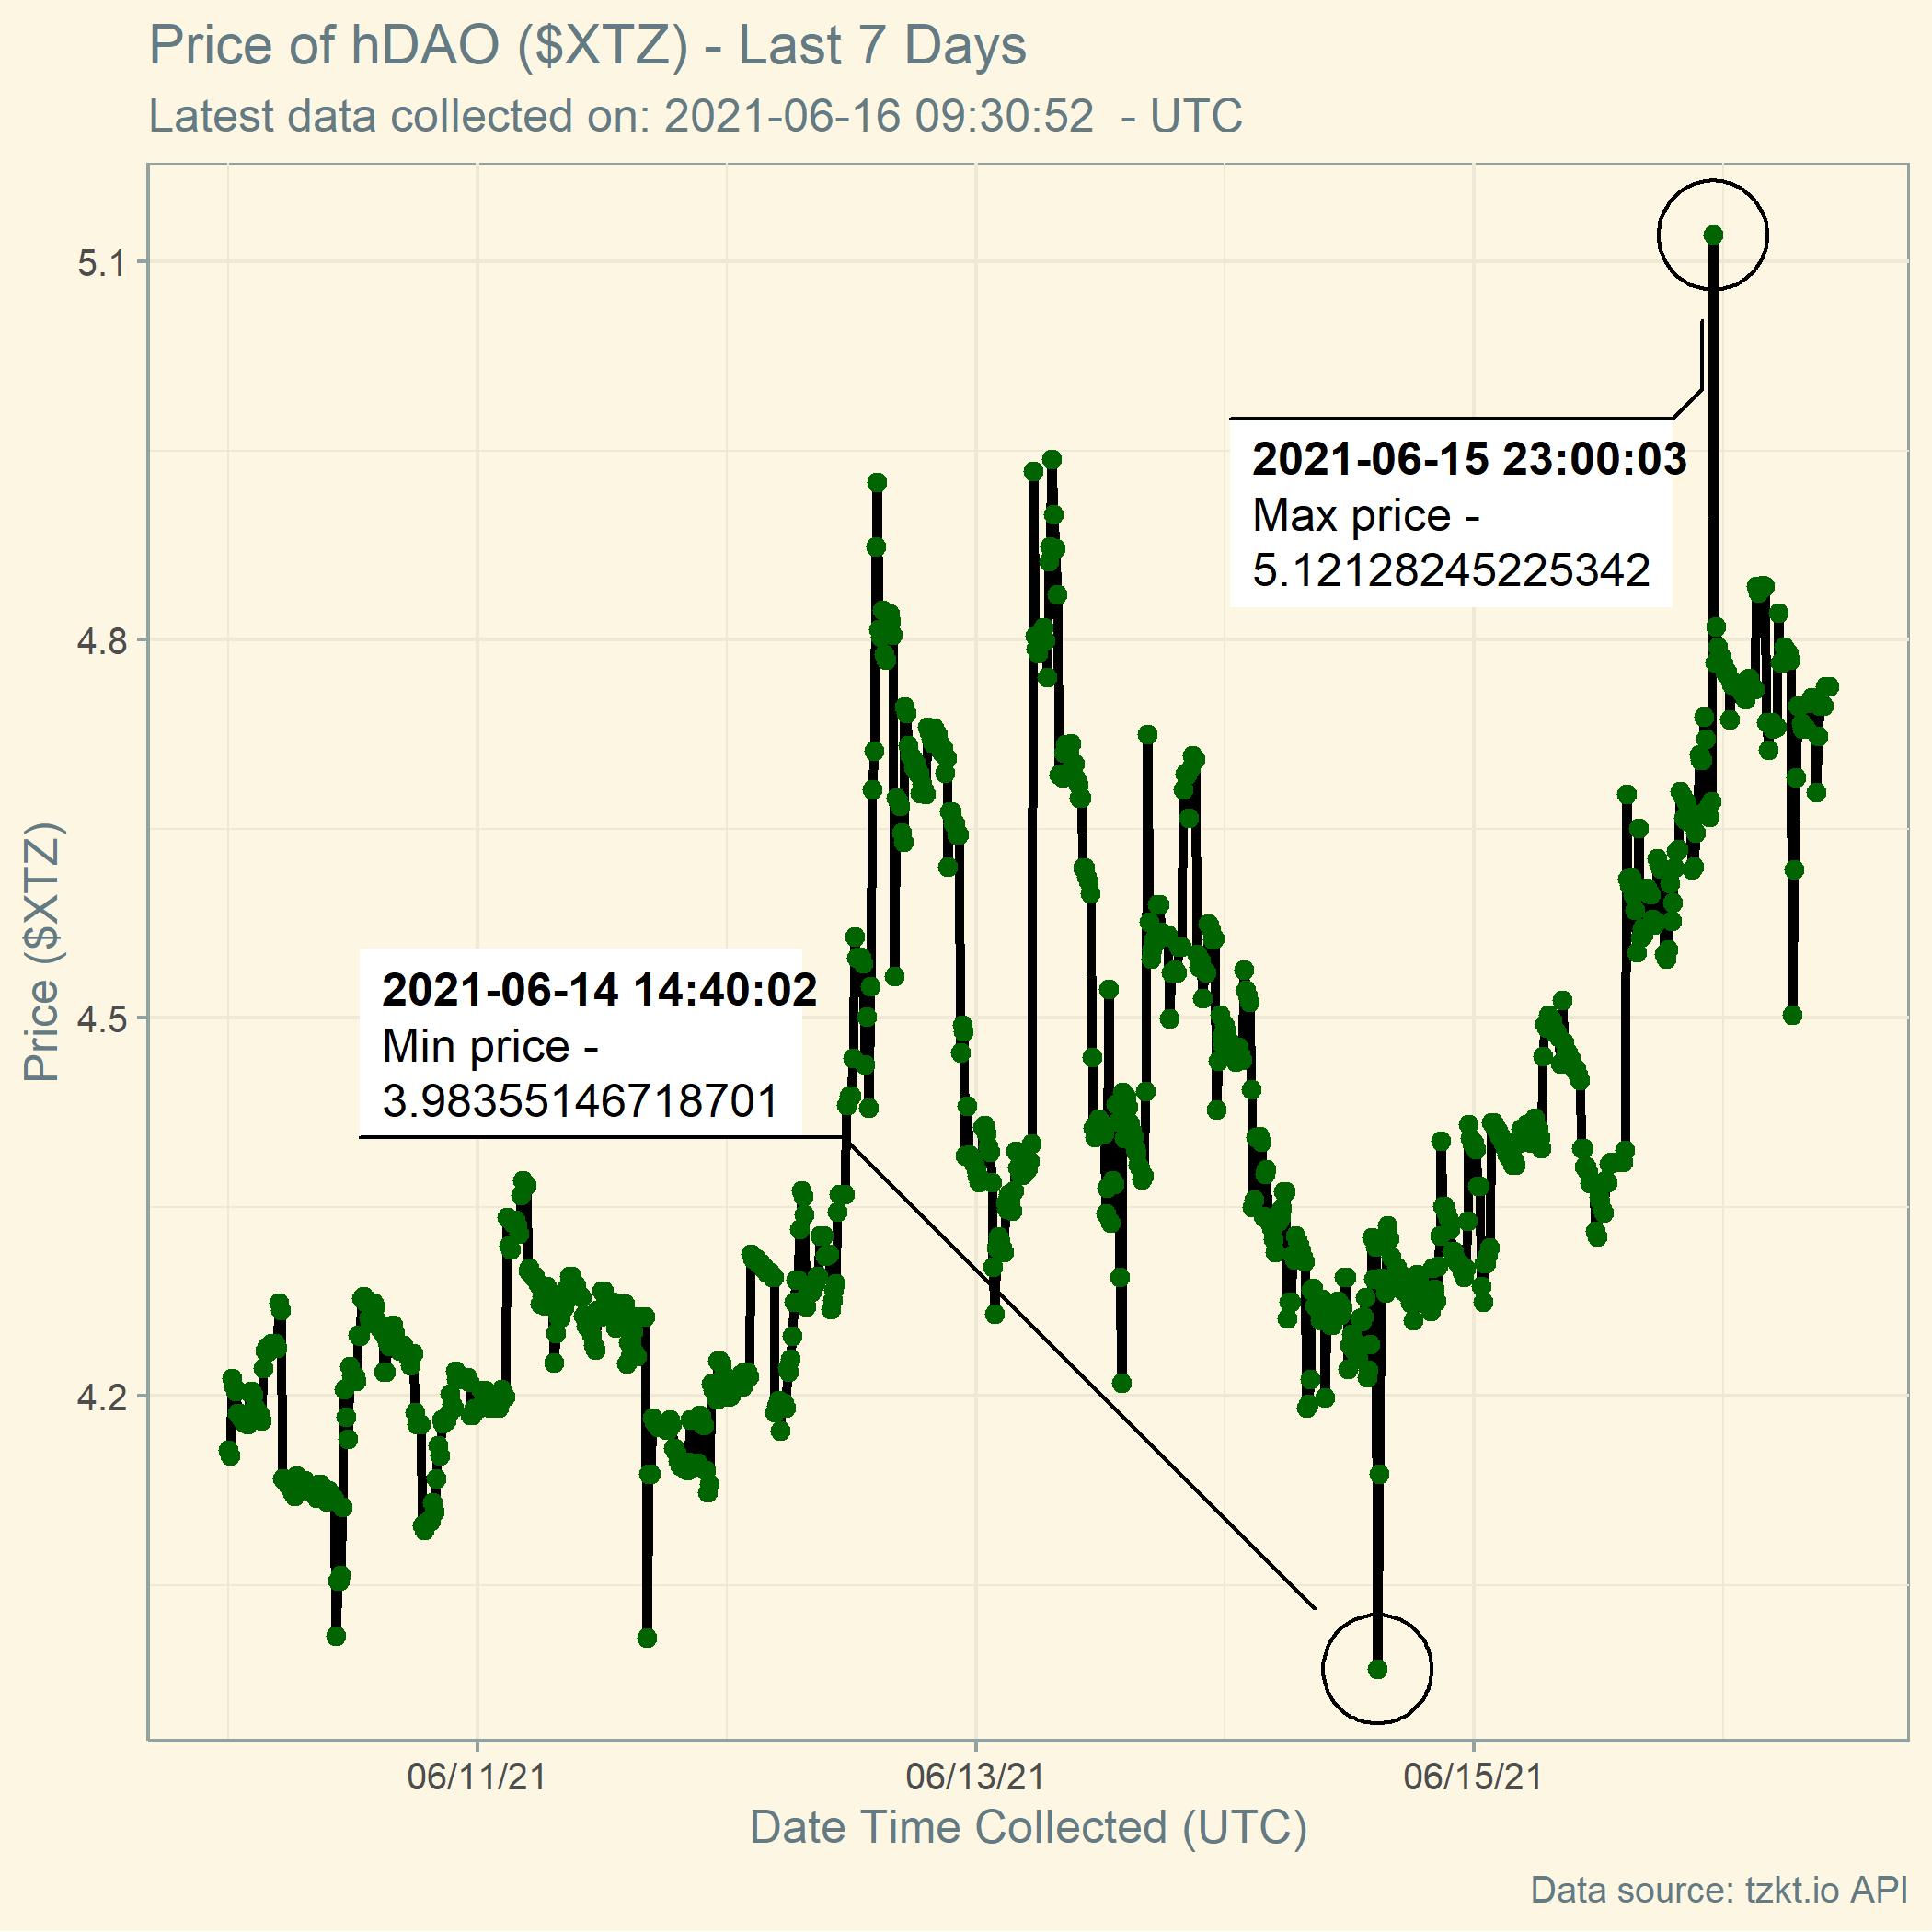 Price of hDAO ($XTZ) - Last 7 Days
Latest data collected on: 2021-06-16 09:30:52  - UTC
5.1
4.8
4.5
4.2
Price ($XTZ)
2021-06-15 23:00:03
Max price -
5.12128245225342
2021-06-14 14:40:02
Min price -
3.98355146718701
06/11/21
06/13/21
06/15/21
Date Time Collected (UTC)
Data source: tzkt.io API